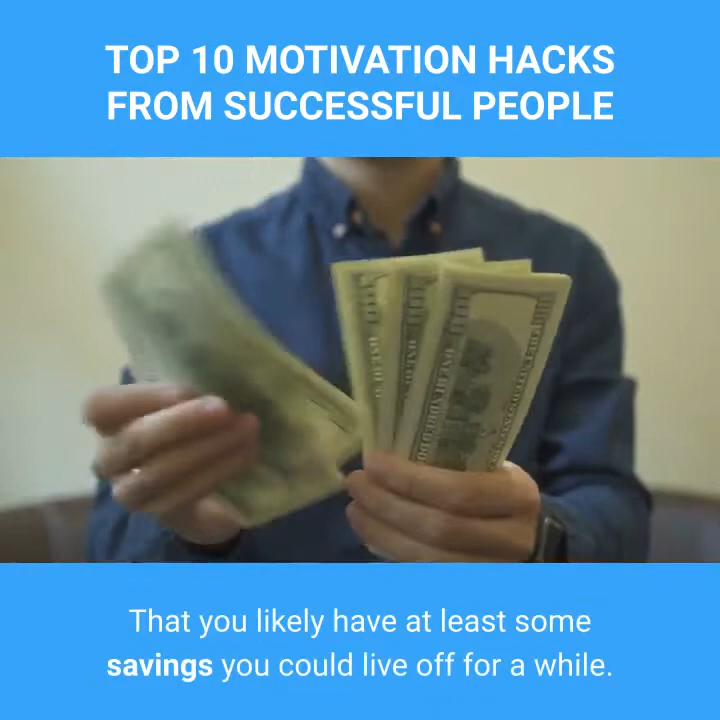 TOP 10 MOTIVATION HACKS
FROM SUCCESSFUL PEOPLE
That you likely have at least some
savings you could live off for a while.